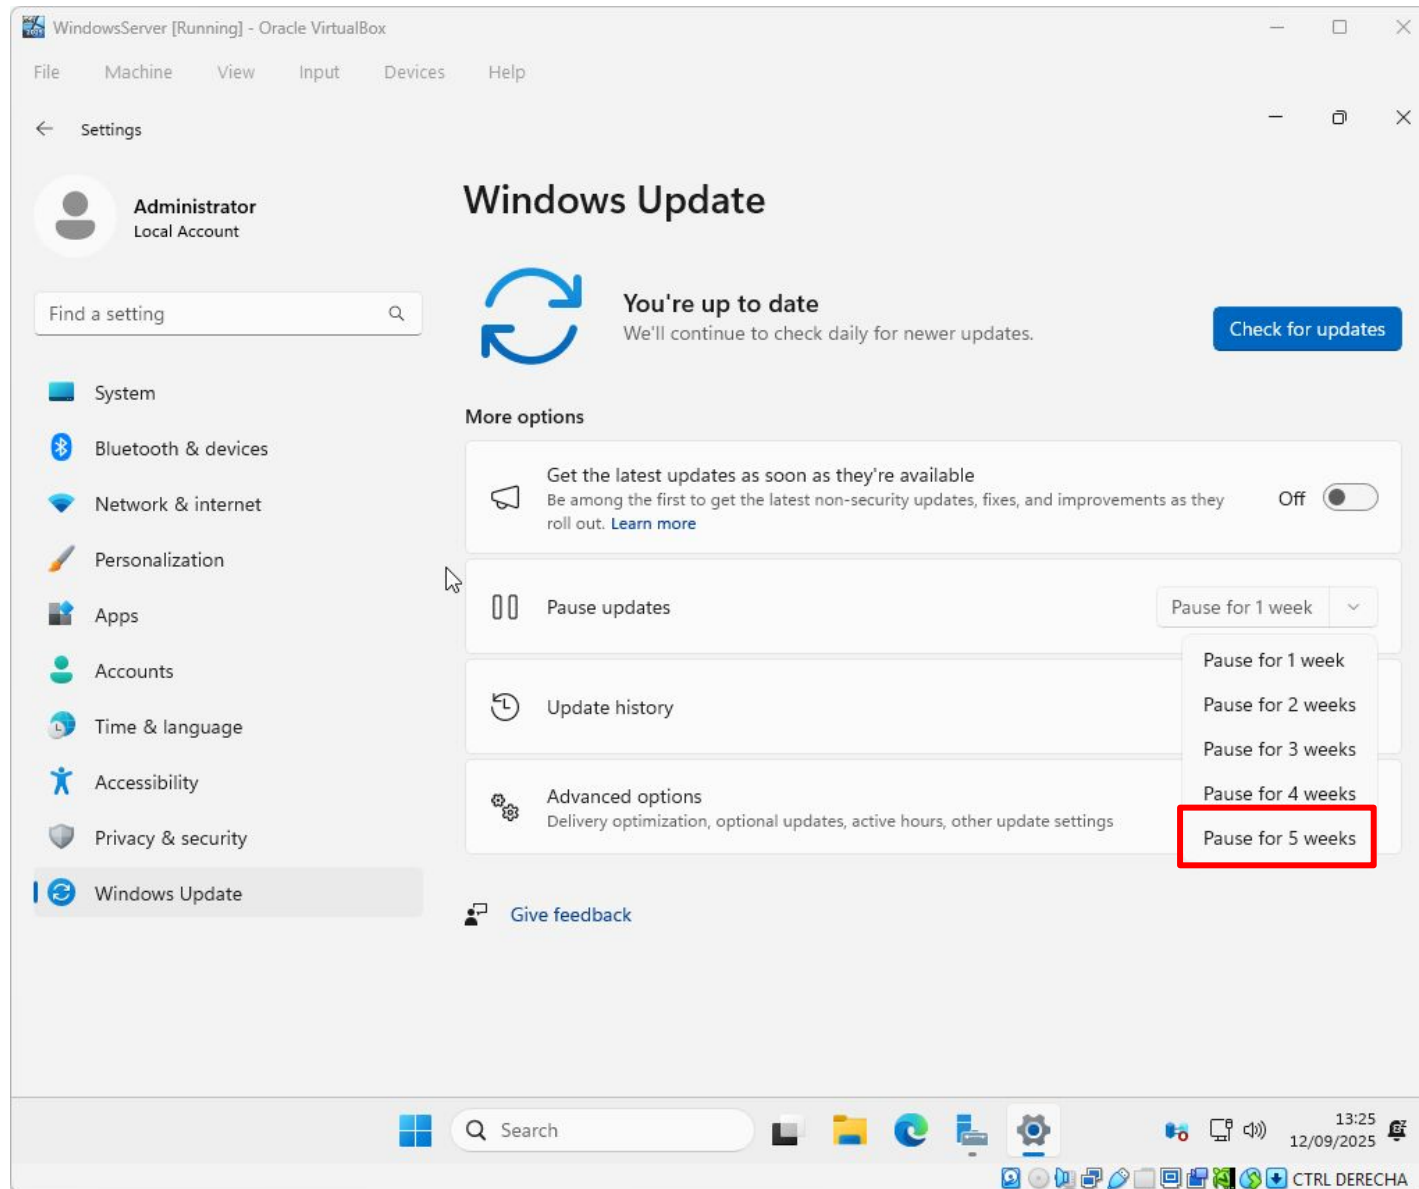 WindowsServer [Running] - Oracle VirtualBox
File Machine View Input Devices Help
Settings
Administrator
Local Account
Find a setting
System
Bluetooth & devices
Network & internet
Personalization
Apps
Accounts
Time & language
Accessibility
Privacy & security
Windows Update
Windows Update
You're up to date
We'll continue to check daily for newer updates.
Check for updates
More options
Get the latest updates as soon as they're available
Be among the first to get the latest non-security updates, fixes, and improvements as they
roll out. Learn more
Off
Pause updates
Pause for 1 week
Pause for 1 week
Pause for 2 weeks
Pause for 3 weeks
Pause for 4 weeks
Pause for 5 weeks
Update history
Advanced options
Delivery optimization, optional updates, active hours, other update settings
Give feedback
Search
13:25
12/09/2025
CTRL DERECHA